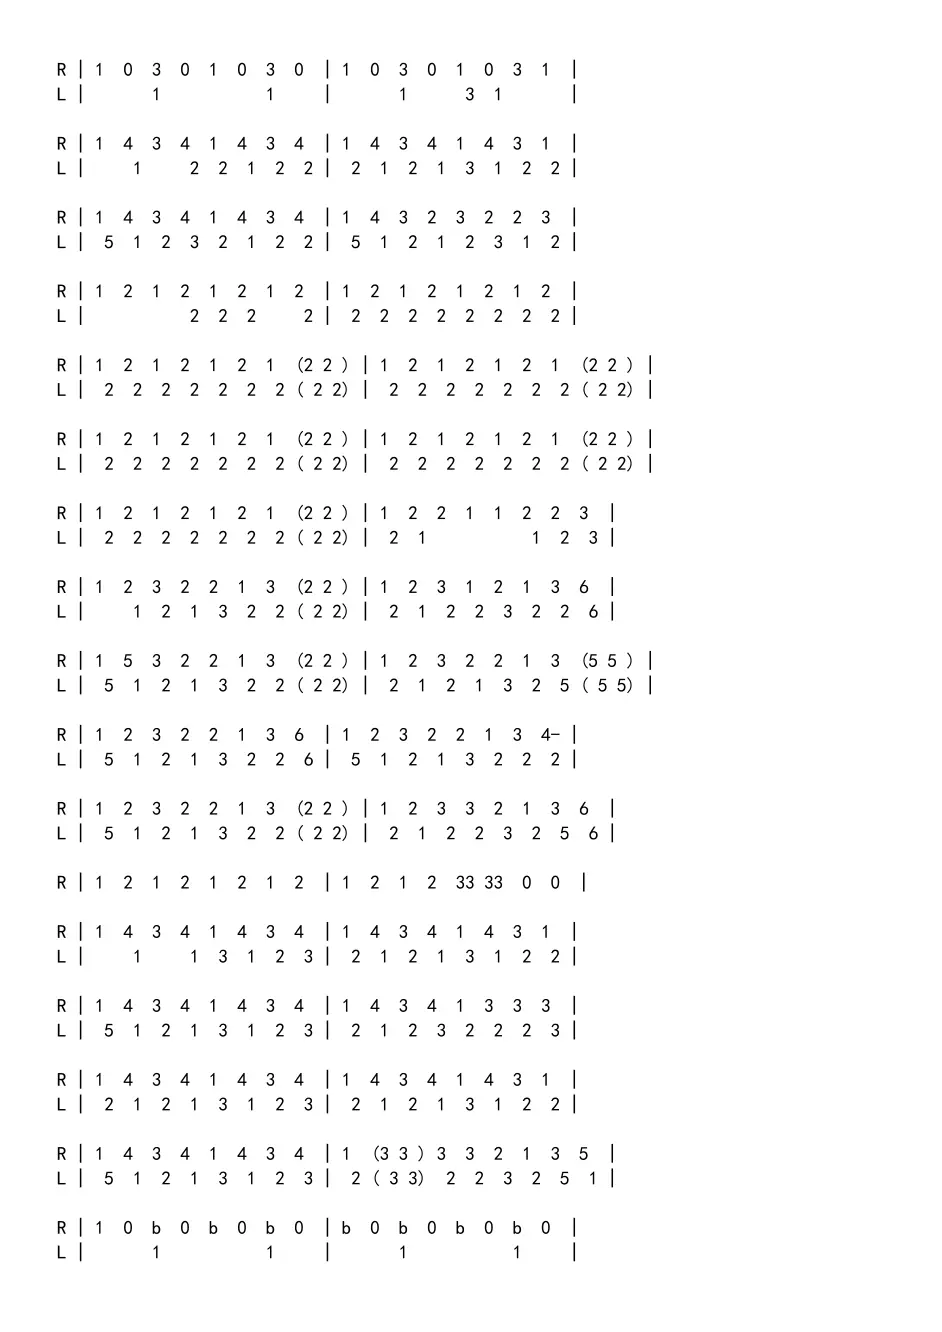 R | 1 0 3 0 1 0 3 0 | 1 0 3 0 1 0 3 1 |
L | 1 1 | 1 3 1 |
R | 1 4 3 4 1 4 3 4 | 1 4 3 4 1 4 3 1 |
L | 1 2 2 1 2 2 | 2 1 2 1 3 1 2 2 |
R | 1 4 3 4 1 4 3 4 | 1 4 3 2 3 2 2 3 |
L | 5 1 2 3 2 1 2 2 | 5 1 2 1 2 3 1 2 |
R | 1 2 1 2 1 2 1 2 | 1 2 1 2 1 2 1 2 |
L | 2 2 2 2 | 2 2 2 2 2 2 2 2 |
R | 1 2 1 2 1 2 1 (2 2 ) | 1 2 1 2 1 2 1 (2 2 ) |
L | 2 2 2 2 2 2 2 ( 2 2) | 2 2 2 2 2 2 2 ( 2 2) |
R | 1 2 1 2 1 2 1 (2 2 ) | 1 2 1 2 1 2 1 (2 2 ) |
L | 2 2 2 2 2 2 2 ( 2 2) | 2 2 2 2 2 2 2 ( 2 2) |
R | 1 2 1 2 1 2 1 (2 2 ) | 1 2 2 1 1 2 2 3 |
L | 2 2 2 2 2 2 2 ( 2 2) | 2 1 1 2 3 |
R | 1 2 3 2 2 1 3 (2 2 ) | 1 2 3 1 2 1 3 6 |
L | 1 2 1 3 2 2 ( 2 2) | 2 1 2 2 3 2 2 6 |
R | 1 5 3 2 2 1 3 (2 2 ) | 1 2 3 2 2 1 3 (5 5 ) |
L | 5 1 2 1 3 2 2 ( 2 2) | 2 1 2 1 3 2 5 ( 5 5) |
R | 1 2 3 2 2 1 3 6 | 1 2 3 2 2 1 3 4- |
L | 5 1 2 1 3 2 2 6 | 5 1 2 1 3 2 2 2 |
R | 1 2 3 2 2 1 3 (2 2 ) | 1 2 3 3 2 1 3 6 |
L | 5 1 2 1 3 2 2 ( 2 2) | 2 1 2 2 3 2 5 6 |
R | 1 2 1 2 1 2 1 2 | 1 2 1 2 33 33 0 0 |
R | 1 4 3 4 1 4 3 4 | 1 4 3 4 1 4 3 1 |
L | 1 1 3 1 2 3 | 2 1 2 1 3 1 2 2 |
R | 1 4 3 4 1 4 3 4 | 1 4 3 4 1 3 3 3 |
L | 5 1 2 1 3 1 2 3 | 2 1 2 3 2 2 2 3 |
R | 1 4 3 4 1 4 3 4 | 1 4 3 4 1 4 3 1 |
L | 2 1 2 1 3 1 2 3 | 2 1 2 1 3 1 2 2 |
R | 1 4 3 4 1 4 3 4 | 1 (3 3 ) 3 3 2 1 3 5 |
L | 5 1 2 1 3 1 2 3 | 2 ( 3 3) 2 2 3 2 5 1 |
R | 1 0 b 0 b 0 b 0 | b 0 b 0 b 0 b 0 |
L | 1 1 | 1 1 |